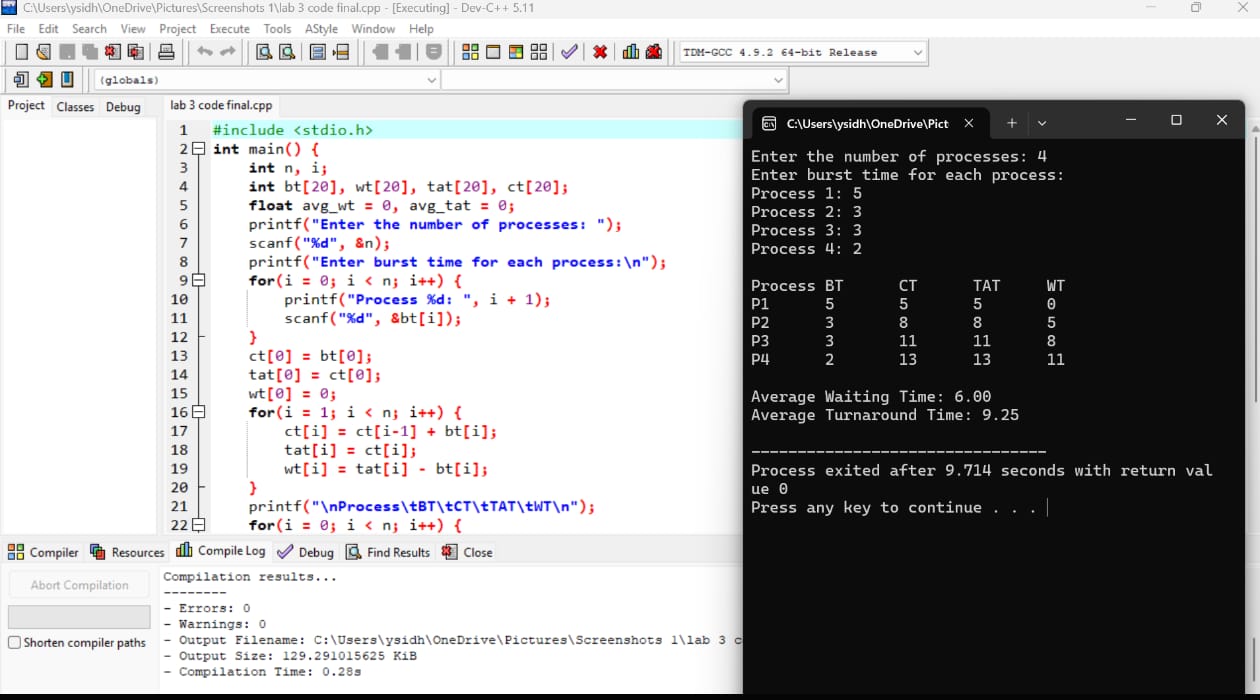 C:\Users\ysidh\OneDrive\Pictures\Screenshots 1\lab 3 code final.cpp - [Executing] - Dev-C++ 5.11
File Edit Search View Project Execute Tools AStyle Window Help
TDM-GCC 4.9.2 64-bit Release
(globals)
Project Classes Debug
lab 3 code final.cpp
1 #include <stdio.h>
2 int main() {
3 int n, i;
4 int bt[20], wt[20], tat[20], ct[20];
5 float avg_wt = 0, avg_tat = 0;
6 printf("Enter the number of processes: ");
7 scanf("%d", &n);
8 printf("Enter burst time for each process:\n");
9 for(i = 0; i < n; i++) {
10 printf("Process %d: ", i + 1);
11 scanf("%d", &bt[i]);
12 }
13 ct[0] = bt[0];
14 tat[0] = ct[0];
15 wt[0] = 0;
16 for(i = 1; i < n; i++) {
17 ct[i] = ct[i-1] + bt[i];
18 tat[i] = ct[i];
19 wt[i] = tat[i] - bt[i];
20 }
21 printf("\nProcess\tBT\tCT\tTAT\tWT\n");
22 for(i = 0; i < n; i++) {
C:\Users\ysidh\OneDrive\Pict
Enter the number of processes: 4
Enter burst time for each process:
Process 1: 5
Process 2: 3
Process 3: 3
Process 4: 2
Process BT CT TAT WT
P1 5 5 5 0
P2 3 8 8 5
P3 3 11 11 8
P4 2 13 13 11
Average Waiting Time: 6.00
Average Turnaround Time: 9.25
--------------------------------
Process exited after 9.714 seconds with return val
ue 0
Press any key to continue . . .
Compiler Resources Compile Log Debug Find Results Close
Abort Compilation
Shorten compiler paths
Compilation results...
--------
- Errors: 0
- Warnings: 0
- Output Filename: C:\Users\ysidh\OneDrive\Pictures\Screenshots 1\lab 3 c
- Output Size: 129.291015625 KiB
- Compilation Time: 0.28s